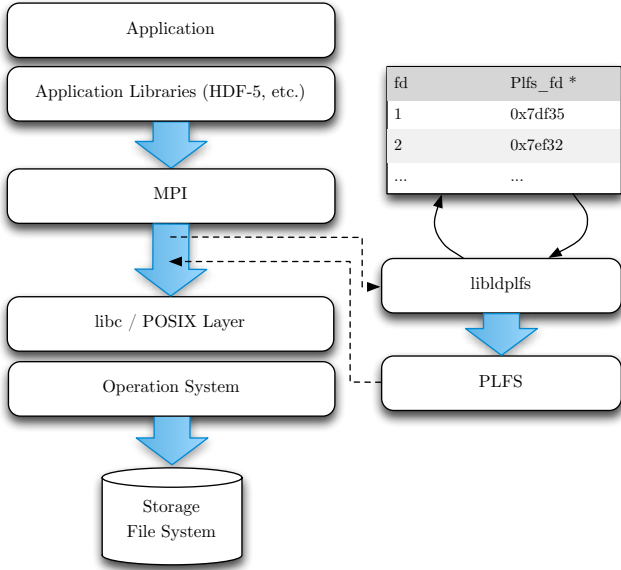 Application
Application Libraries (HDF-5, etc.)
MPI
libc / POSIX Layer
Operation System
Storage
File System
fd Plfs_fd *
1 0x7df35
2 0x7ef32
... ...
libldplfs
PLFS